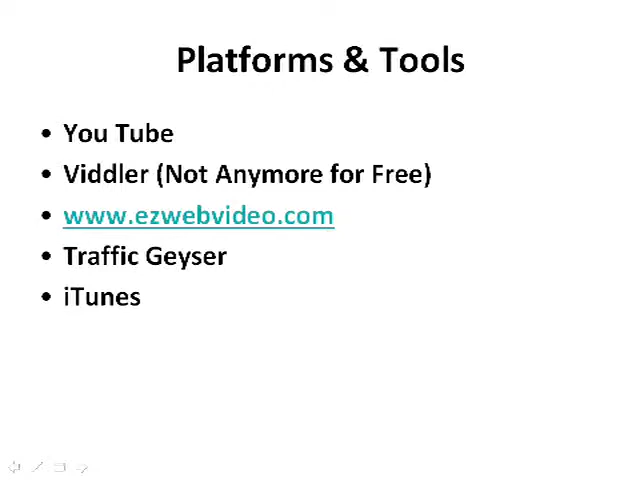 Platforms & Tools
• You Tube
• Viddler (Not Anymore for Free)
• www.ezwebvideo.com
• Traffic Geyser
• iTunes